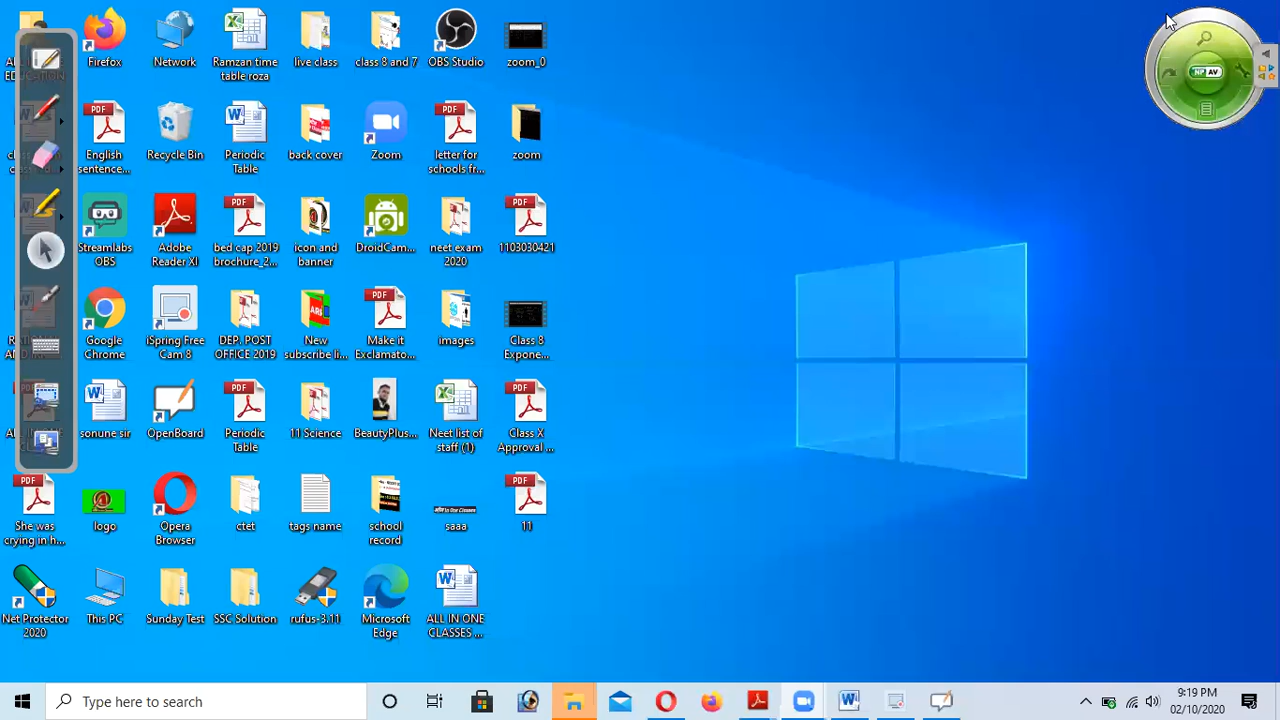 Firefox
Network
Ramzan time
table roza
live class
class 8 and 7
OBS Studio
zoom_0
English
sentence...
Recycle Bin
Periodic
Table
back cover
Zoom
letter for
schools fr...
zoom
Streamlabs
OBS
Adobe
Reader XI
bed cap 2019
brochure_2...
icon and
banner
DroidCam...
neet exam
2020
1103030421
Google
Chrome
iSpring Free
Cam 8
DEP. POST
OFFICE 2019
New
subscribe li...
Make it
Exclamato...
images
Class 8
Expone...
sonune sir
OpenBoard
Periodic
Table
11 Science
BeautyPlus...
Neet list of
staff (1)
Class X
Approval ...
She was
crying in h...
logo
Opera
Browser
ctet
tags name
school
record
saaa
11
Net Protector
2020
This PC
Sunday Test
SSC Solution
rufus-3.11
Microsoft
Edge
ALL IN ONE
CLASSES ...
NP AV
Type here to search
9:19 PM
02/10/2020